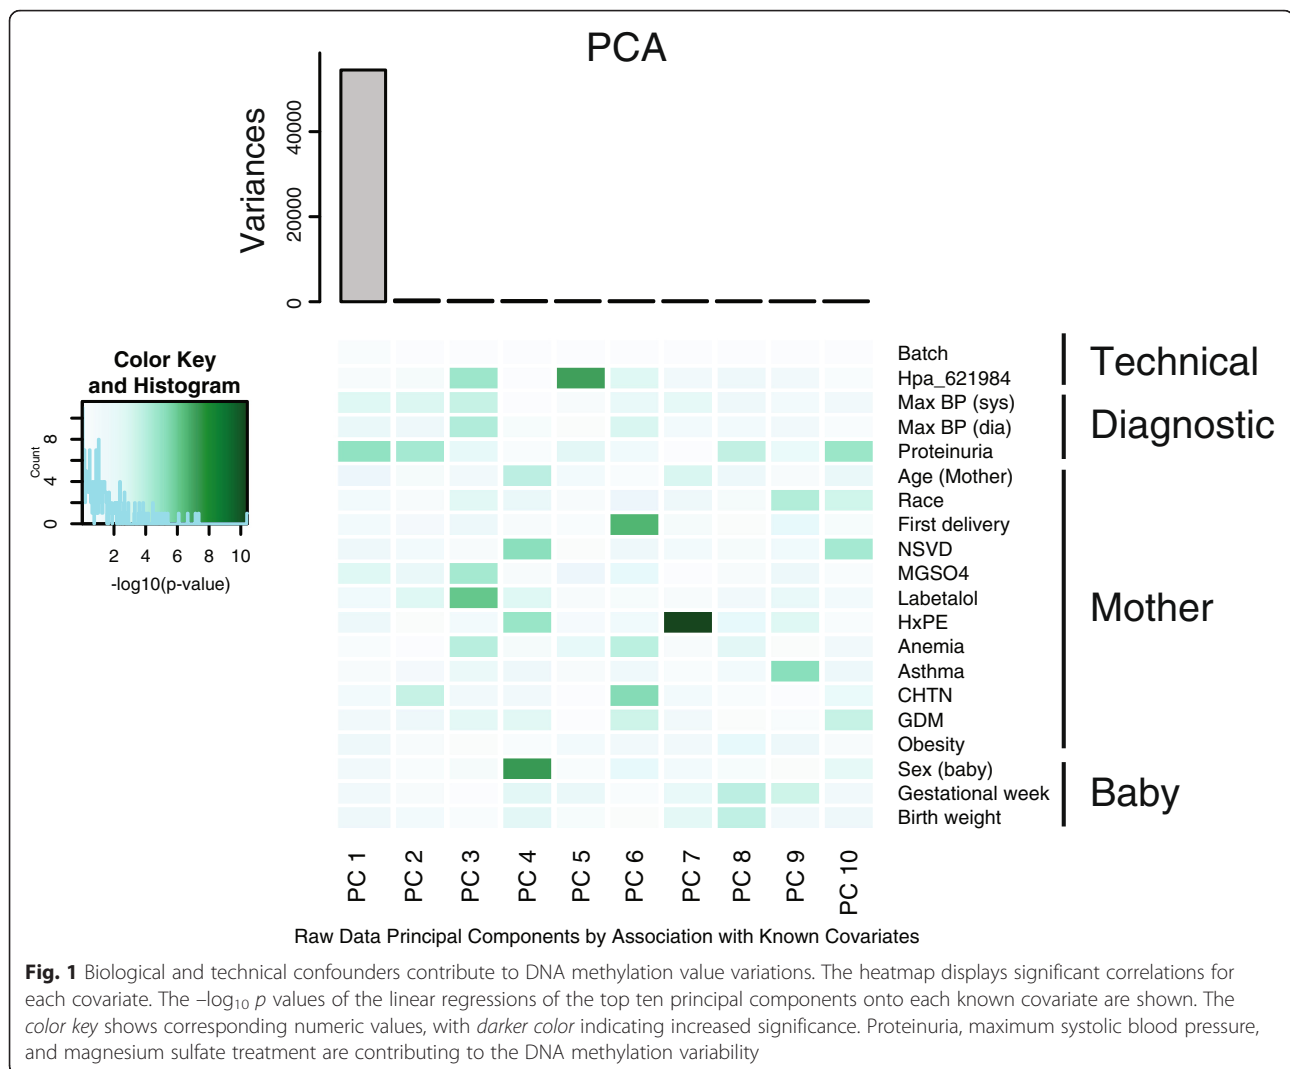 PCA
Variances
0
20000
40000
Color Key
and Histogram
Count
0
4
8
2 4 6 8 10
-log10(p-value)
Batch
Hpa_621984
Max BP (sys)
Max BP (dia)
Proteinuria
Age (Mother)
Race
First delivery
NSVD
MGSO4
Labetalol
HxPE
Anemia
Asthma
CHTN
GDM
Obesity
Sex (baby)
Gestational week
Birth weight
Technical
Diagnostic
Mother
Baby
PC 1
PC 2
PC 3
PC 4
PC 5
PC 6
PC 7
PC 8
PC 9
PC 10
Raw Data Principal Components by Association with Known Covariates
Fig. 1 Biological and technical confounders contribute to DNA methylation value variations. The heatmap displays significant correlations for
each covariate. The –log₁₀ p values of the linear regressions of the top ten principal components onto each known covariate are shown. The
color key shows corresponding numeric values, with darker color indicating increased significance. Proteinuria, maximum systolic blood pressure,
and magnesium sulfate treatment are contributing to the DNA methylation variability